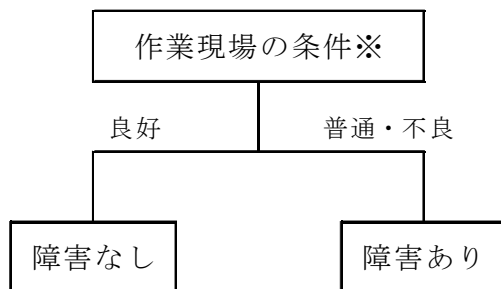 作業現場の条件※
良好 普通・不良
障害なし 障害あり